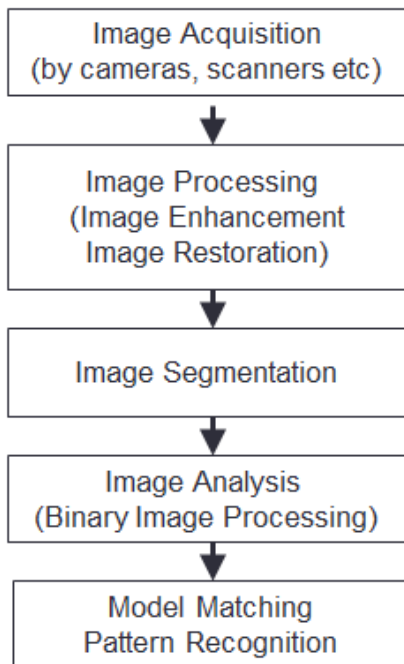 Image Acquisition
(by cameras, scanners etc)
Image Processing
(Image Enhancement
Image Restoration)
Image Segmentation
Image Analysis
(Binary Image Processing)
Model Matching
Pattern Recognition